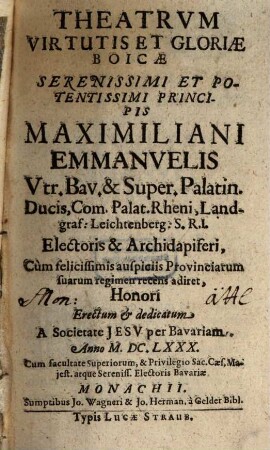 THEATRVM
VIRTUTIS ET GLORIÆ
BOICÆ
SERENISSIMI ET PO-
TENTISSIMI PRINCI-
PIS
MAXIMILIANI
EMMANVELIS
Vtr. Bav. & Super. Palatin.
Ducis, Com. Palat. Rheni, Land-
graf: Leichtenberg: S. R. I.
Electoris & Archidapiferi,
Cùm felicissimis auspiciis Provinciarum
suarum regimen recens adiret,
Mon: Honori
Erectum & dedicatum
A Societate JESV per Bavariam.
Anno M. DC. LXXX.
Cum facultate Superiorum, & Privilegio Sac. Cæs. Ma-
jest. atque Sereniss. Electoris Bavariæ.
MONACHII.
Sumptibus Jo. Wagneri & Jo. Herman. à Gelder Bibl.
Typis LUCÆ STRAUB.